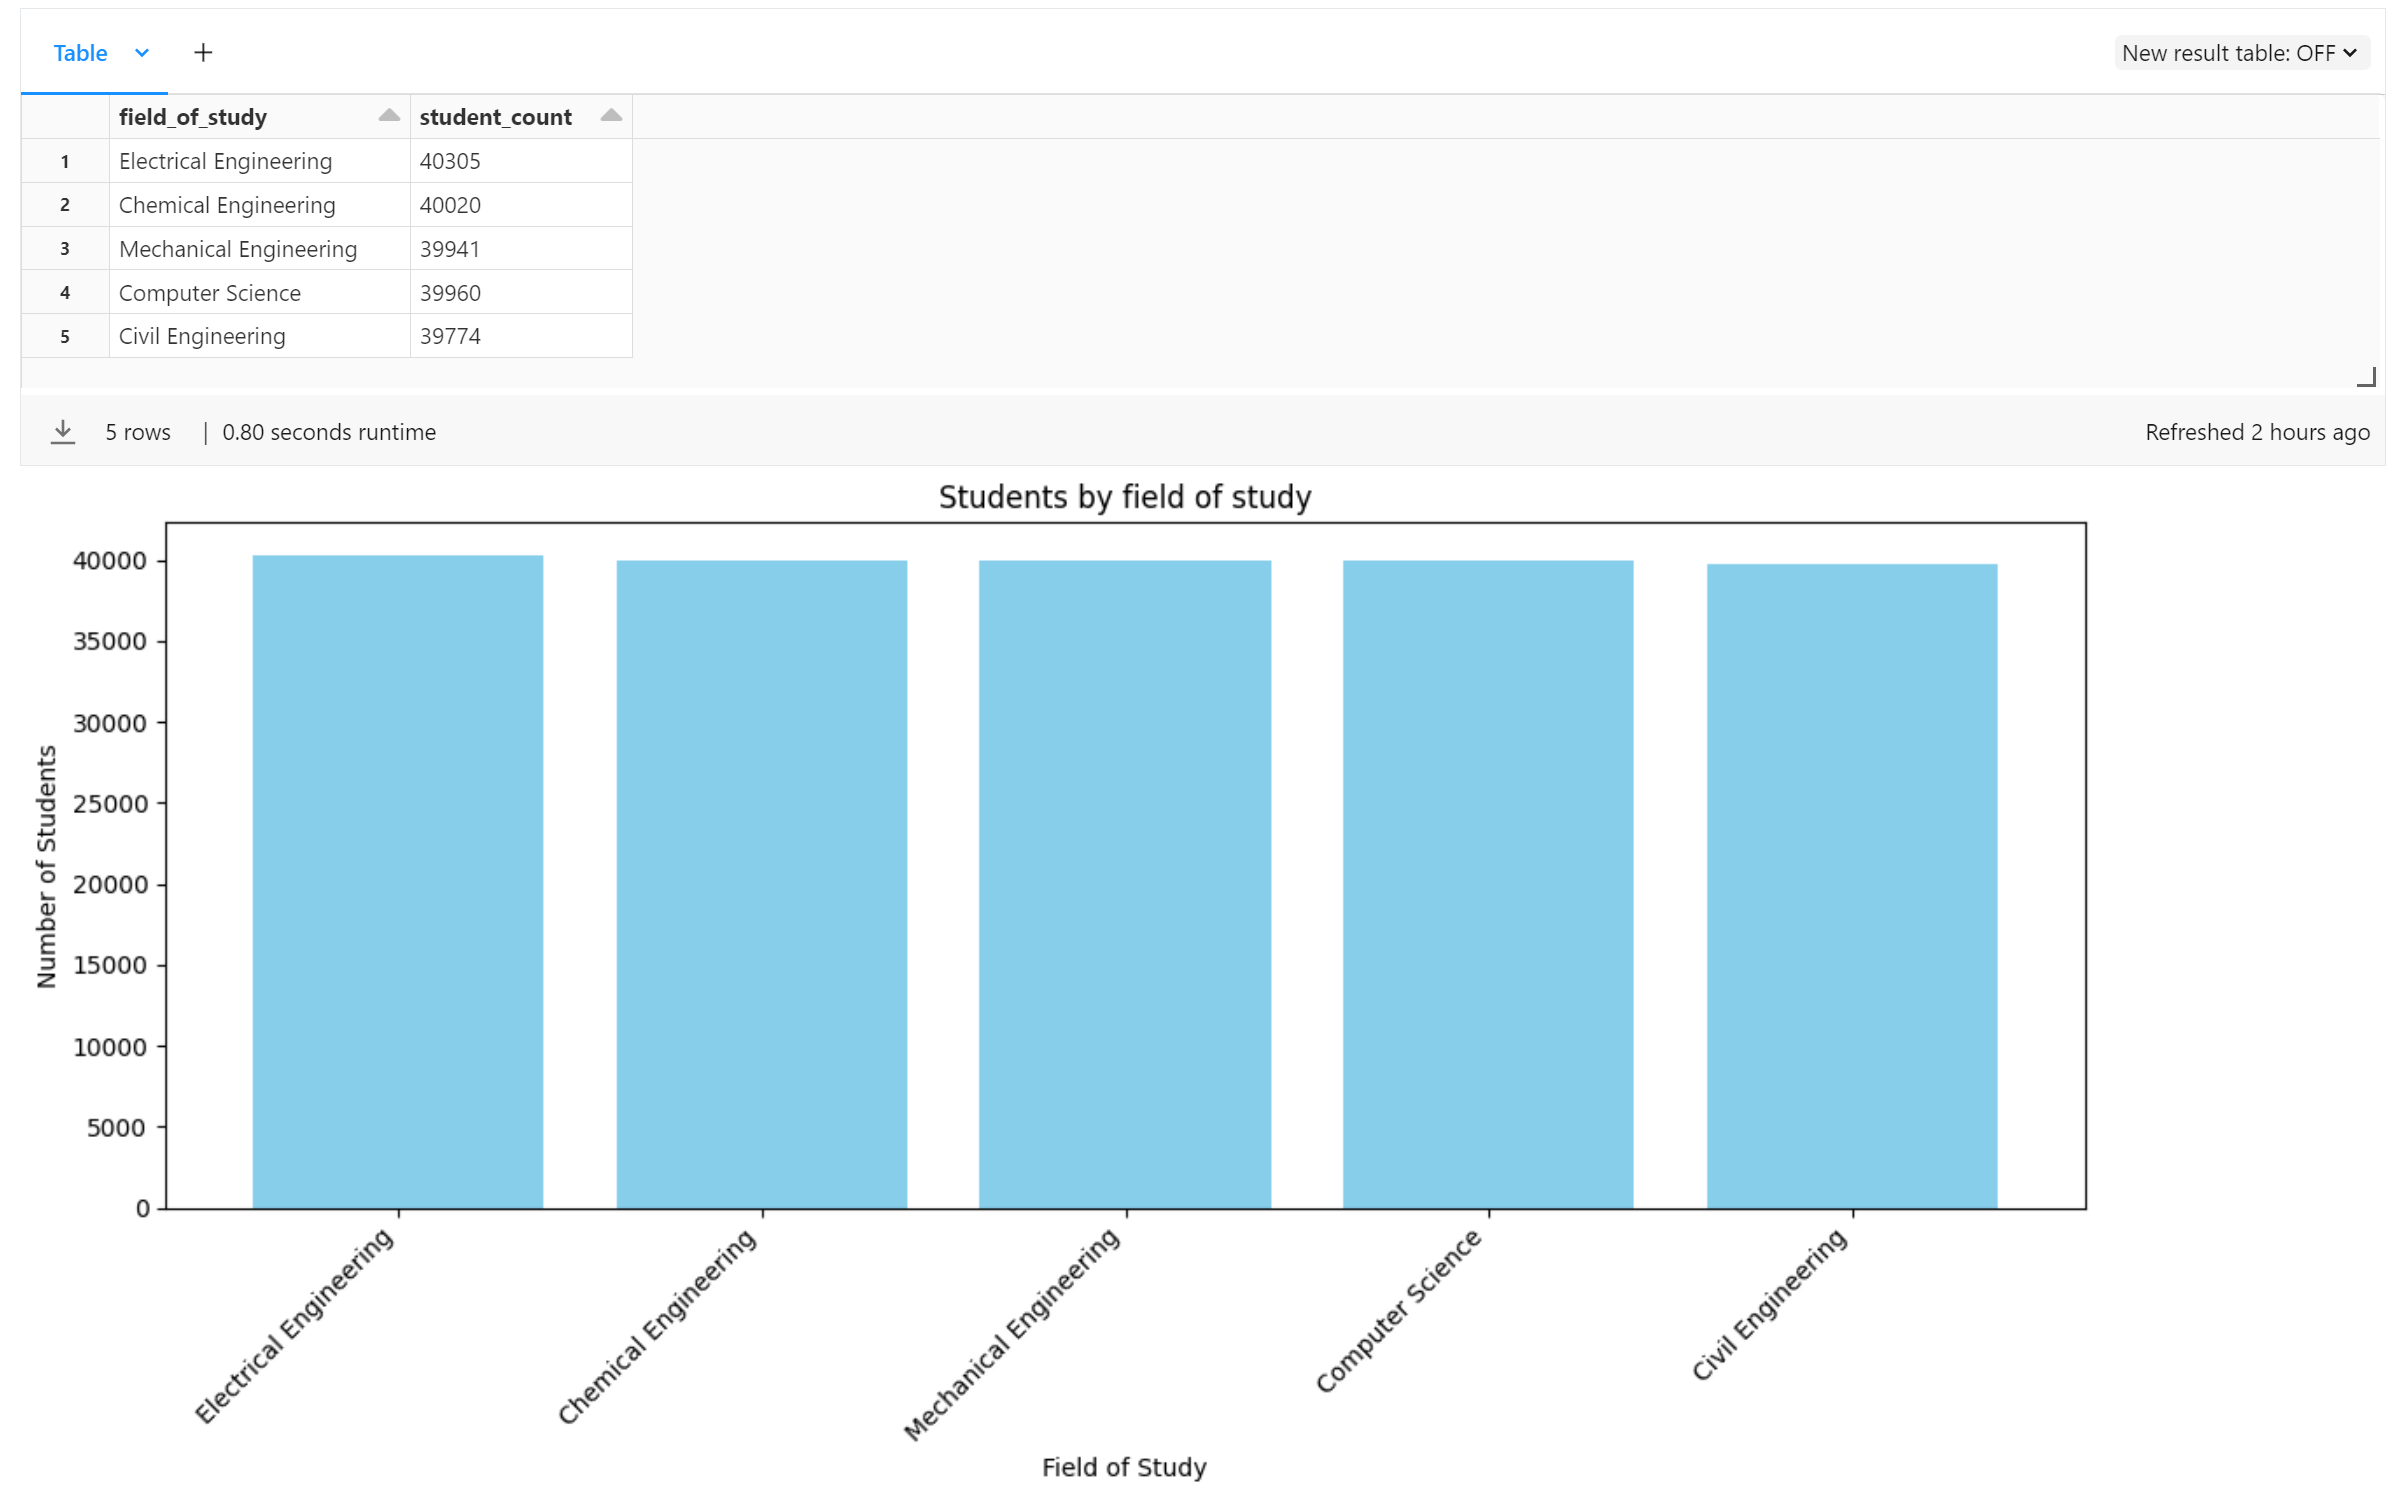 Table
New result table: OFF
field_of_study student_count
1 Electrical Engineering 40305
2 Chemical Engineering 40020
3 Mechanical Engineering 39941
4 Computer Science 39960
5 Civil Engineering 39774
5 rows | 0.80 seconds runtime
Refreshed 2 hours ago
Students by field of study
Number of Students
40000
35000
30000
25000
20000
15000
10000
5000
0
Electrical Engineering
Chemical Engineering
Mechanical Engineering
Computer Science
Civil Engineering
Field of Study